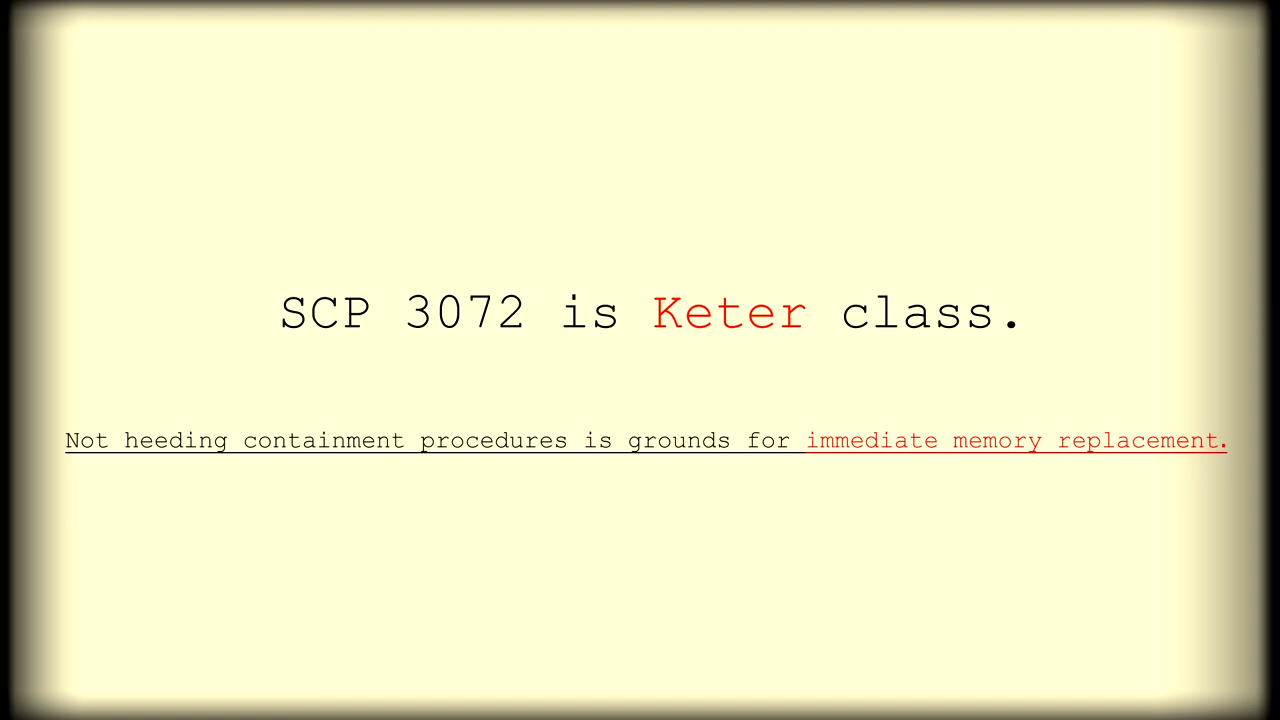 SCP 3072 is Keter class.
Not heeding containment procedures is grounds for immediate memory replacement.